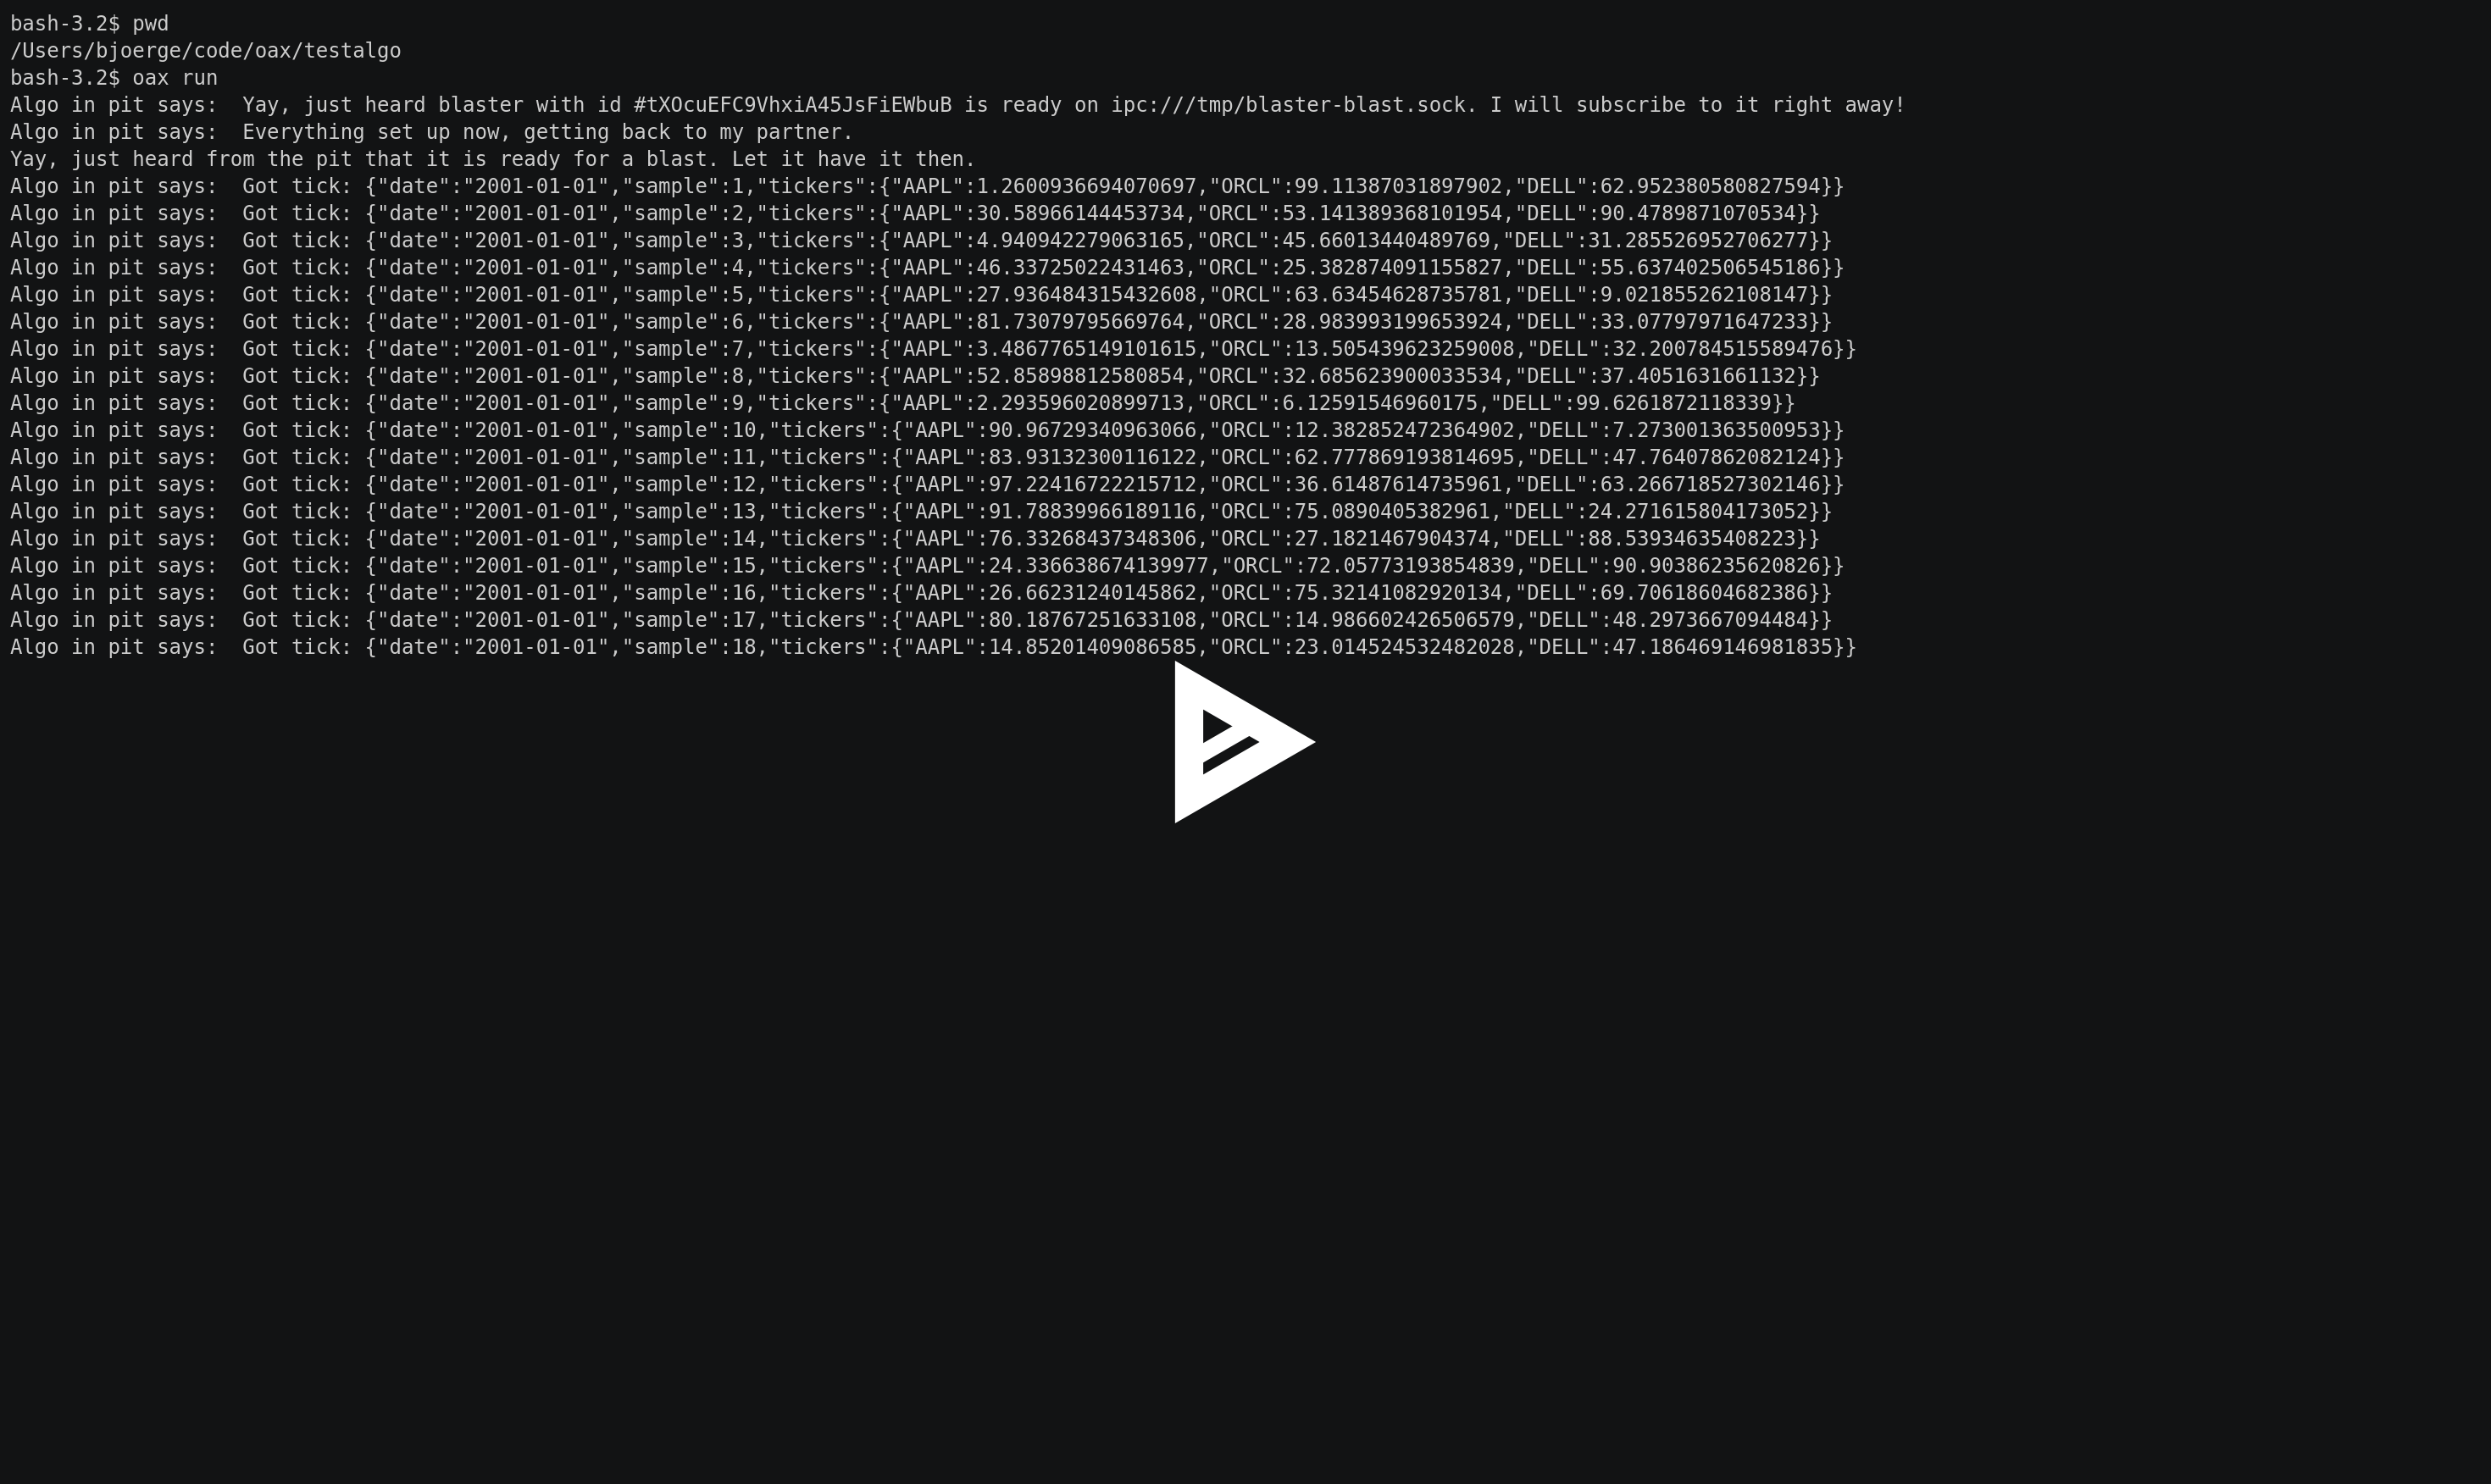 bash-3.2$ pwd
/Users/bjoerge/code/oax/testalgo
bash-3.2$ oax run
Algo in pit says:  Yay, just heard blaster with id #tXOcuEFC9VhxiA45JsFiEWbuB is ready on ipc:///tmp/blaster-blast.sock. I will subscribe to it right away!
Algo in pit says:  Everything set up now, getting back to my partner.
Yay, just heard from the pit that it is ready for a blast. Let it have it then.
Algo in pit says:  Got tick: {"date":"2001-01-01","sample":1,"tickers":{"AAPL":1.2600936694070697,"ORCL":99.11387031897902,"DELL":62.952380580827594}}
Algo in pit says:  Got tick: {"date":"2001-01-01","sample":2,"tickers":{"AAPL":30.58966144453734,"ORCL":53.141389368101954,"DELL":90.4789871070534}}
Algo in pit says:  Got tick: {"date":"2001-01-01","sample":3,"tickers":{"AAPL":4.940942279063165,"ORCL":45.66013440489769,"DELL":31.285526952706277}}
Algo in pit says:  Got tick: {"date":"2001-01-01","sample":4,"tickers":{"AAPL":46.33725022431463,"ORCL":25.382874091155827,"DELL":55.637402506545186}}
Algo in pit says:  Got tick: {"date":"2001-01-01","sample":5,"tickers":{"AAPL":27.936484315432608,"ORCL":63.63454628735781,"DELL":9.021855262108147}}
Algo in pit says:  Got tick: {"date":"2001-01-01","sample":6,"tickers":{"AAPL":81.73079795669764,"ORCL":28.983993199653924,"DELL":33.07797971647233}}
Algo in pit says:  Got tick: {"date":"2001-01-01","sample":7,"tickers":{"AAPL":3.4867765149101615,"ORCL":13.505439623259008,"DELL":32.200784515589476}}
Algo in pit says:  Got tick: {"date":"2001-01-01","sample":8,"tickers":{"AAPL":52.85898812580854,"ORCL":32.685623900033534,"DELL":37.4051631661132}}
Algo in pit says:  Got tick: {"date":"2001-01-01","sample":9,"tickers":{"AAPL":2.293596020899713,"ORCL":6.12591546960175,"DELL":99.6261872118339}}
Algo in pit says:  Got tick: {"date":"2001-01-01","sample":10,"tickers":{"AAPL":90.96729340963066,"ORCL":12.382852472364902,"DELL":7.273001363500953}}
Algo in pit says:  Got tick: {"date":"2001-01-01","sample":11,"tickers":{"AAPL":83.93132300116122,"ORCL":62.777869193814695,"DELL":47.76407862082124}}
Algo in pit says:  Got tick: {"date":"2001-01-01","sample":12,"tickers":{"AAPL":97.22416722215712,"ORCL":36.61487614735961,"DELL":63.266718527302146}}
Algo in pit says:  Got tick: {"date":"2001-01-01","sample":13,"tickers":{"AAPL":91.78839966189116,"ORCL":75.0890405382961,"DELL":24.271615804173052}}
Algo in pit says:  Got tick: {"date":"2001-01-01","sample":14,"tickers":{"AAPL":76.33268437348306,"ORCL":27.1821467904374,"DELL":88.53934635408223}}
Algo in pit says:  Got tick: {"date":"2001-01-01","sample":15,"tickers":{"AAPL":24.336638674139977,"ORCL":72.05773193854839,"DELL":90.90386235620826}}
Algo in pit says:  Got tick: {"date":"2001-01-01","sample":16,"tickers":{"AAPL":26.66231240145862,"ORCL":75.32141082920134,"DELL":69.70618604682386}}
Algo in pit says:  Got tick: {"date":"2001-01-01","sample":17,"tickers":{"AAPL":80.18767251633108,"ORCL":14.986602426506579,"DELL":48.2973667094484}}
Algo in pit says:  Got tick: {"date":"2001-01-01","sample":18,"tickers":{"AAPL":14.85201409086585,"ORCL":23.014524532482028,"DELL":47.186469146981835}}